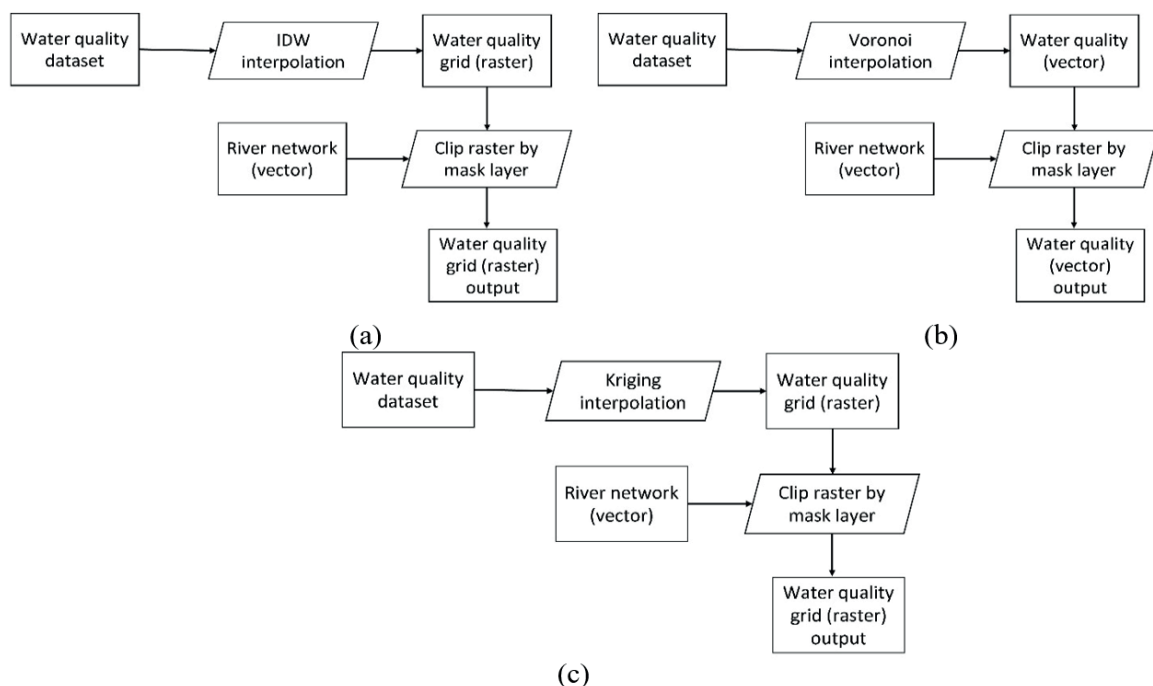 Water quality
dataset
IDW
interpolation
Water quality
grid (raster)
River network
(vector)
Clip raster by
mask layer
Water quality
grid (raster)
output
(a)
Water quality
dataset
Voronoi
interpolation
Water quality
(vector)
River network
(vector)
Clip raster by
mask layer
Water quality
(vector)
output
(b)
Water quality
dataset
Kriging
interpolation
Water quality
grid (raster)
River network
(vector)
Clip raster by
mask layer
Water quality
grid (raster)
output
(c)